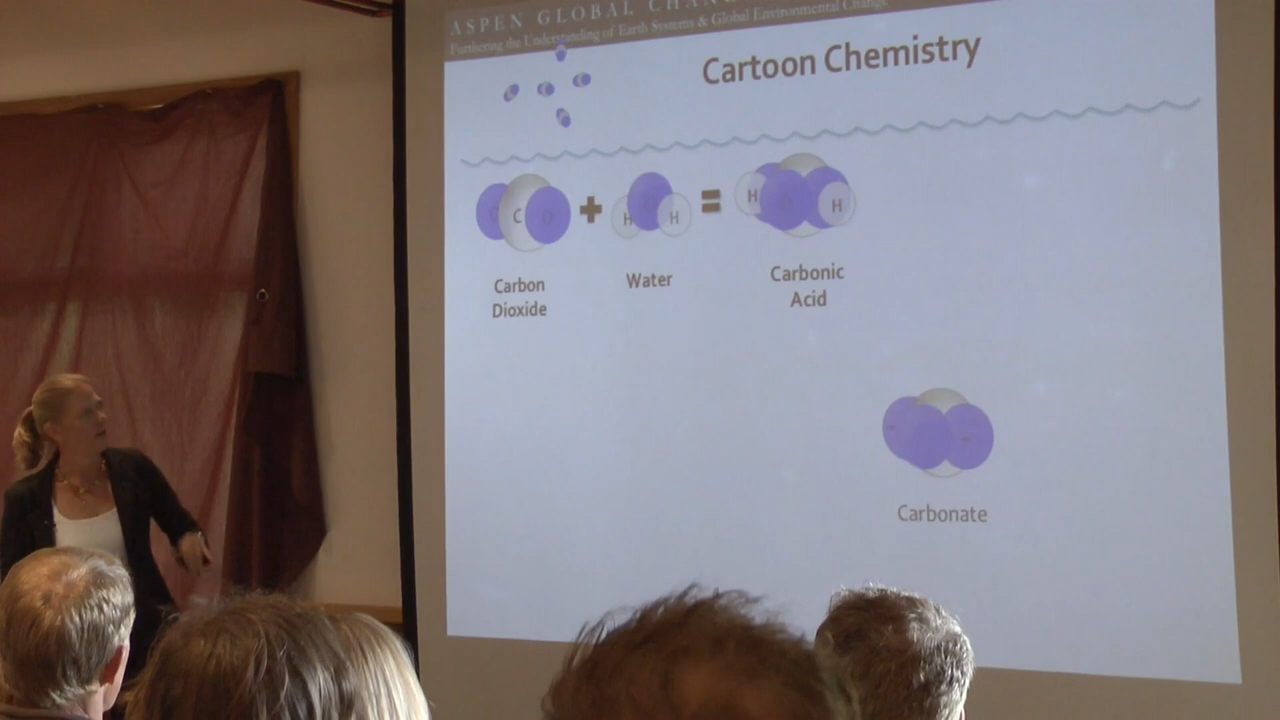 ASPEN GLOBAL CHANG
Furthering the Understanding of Earth Systems & Global Environmental Change
Cartoon Chemistry
C O + H H = H H
Carbon
Dioxide
Water
Carbonic
Acid
Carbonate